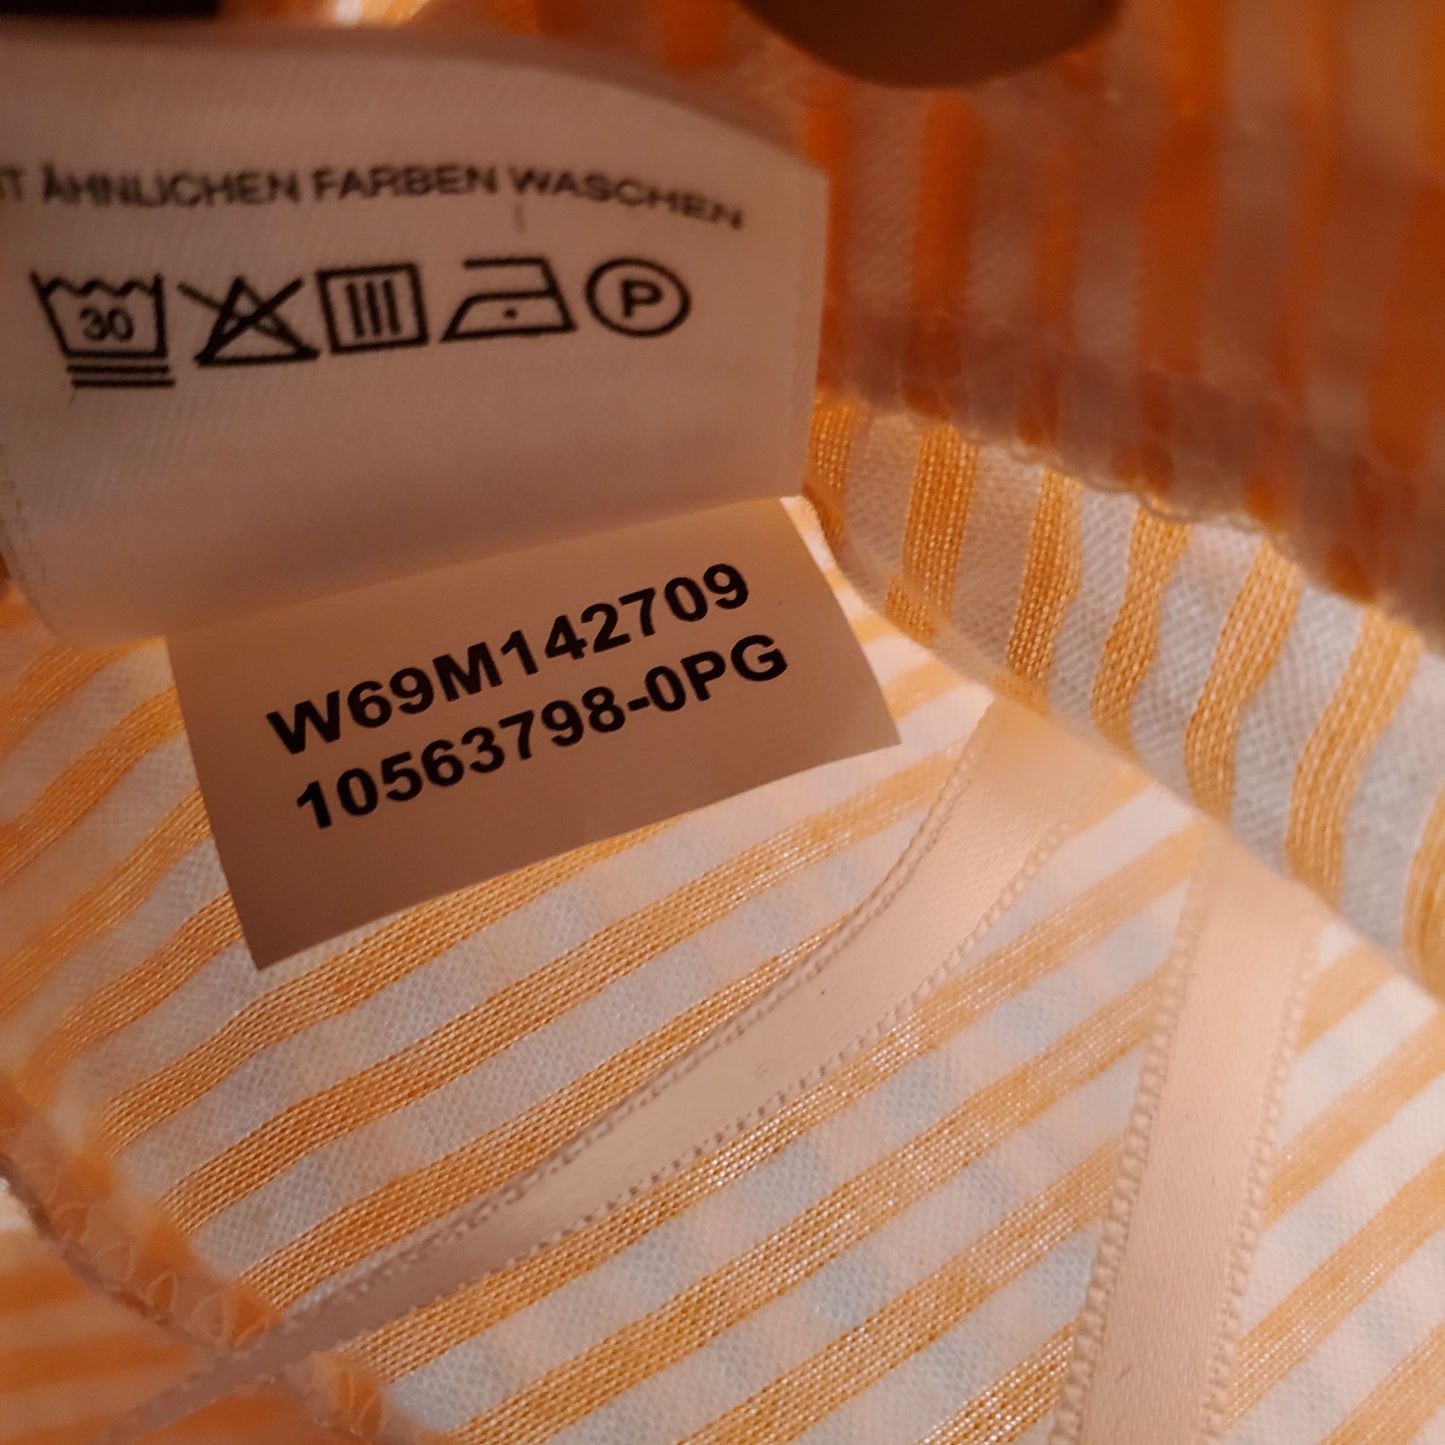 ÄHNLICHEN FARBEN WASCHEN
30 P
W69M142709
10563798-0PG